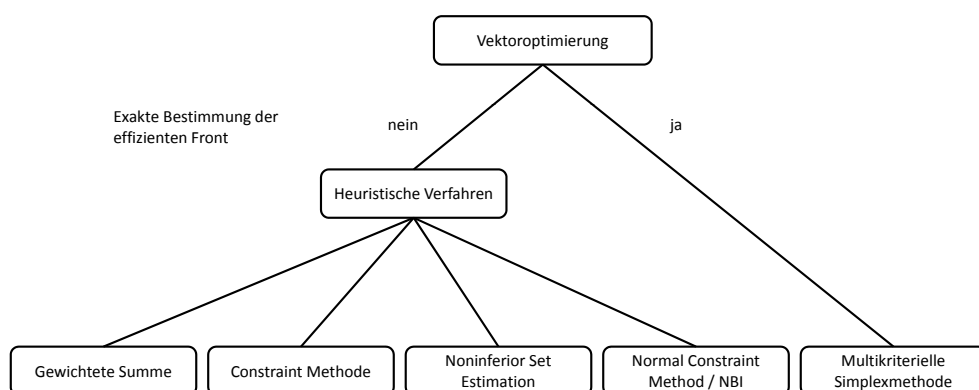 Vektoroptimierung
Exakte Bestimmung der
effizienten Front
nein
ja
Heuristische Verfahren
Gewichtete Summe
Constraint Methode
Noninferior Set
Estimation
Normal Constraint
Method / NBI
Multikriterielle
Simplexmethode